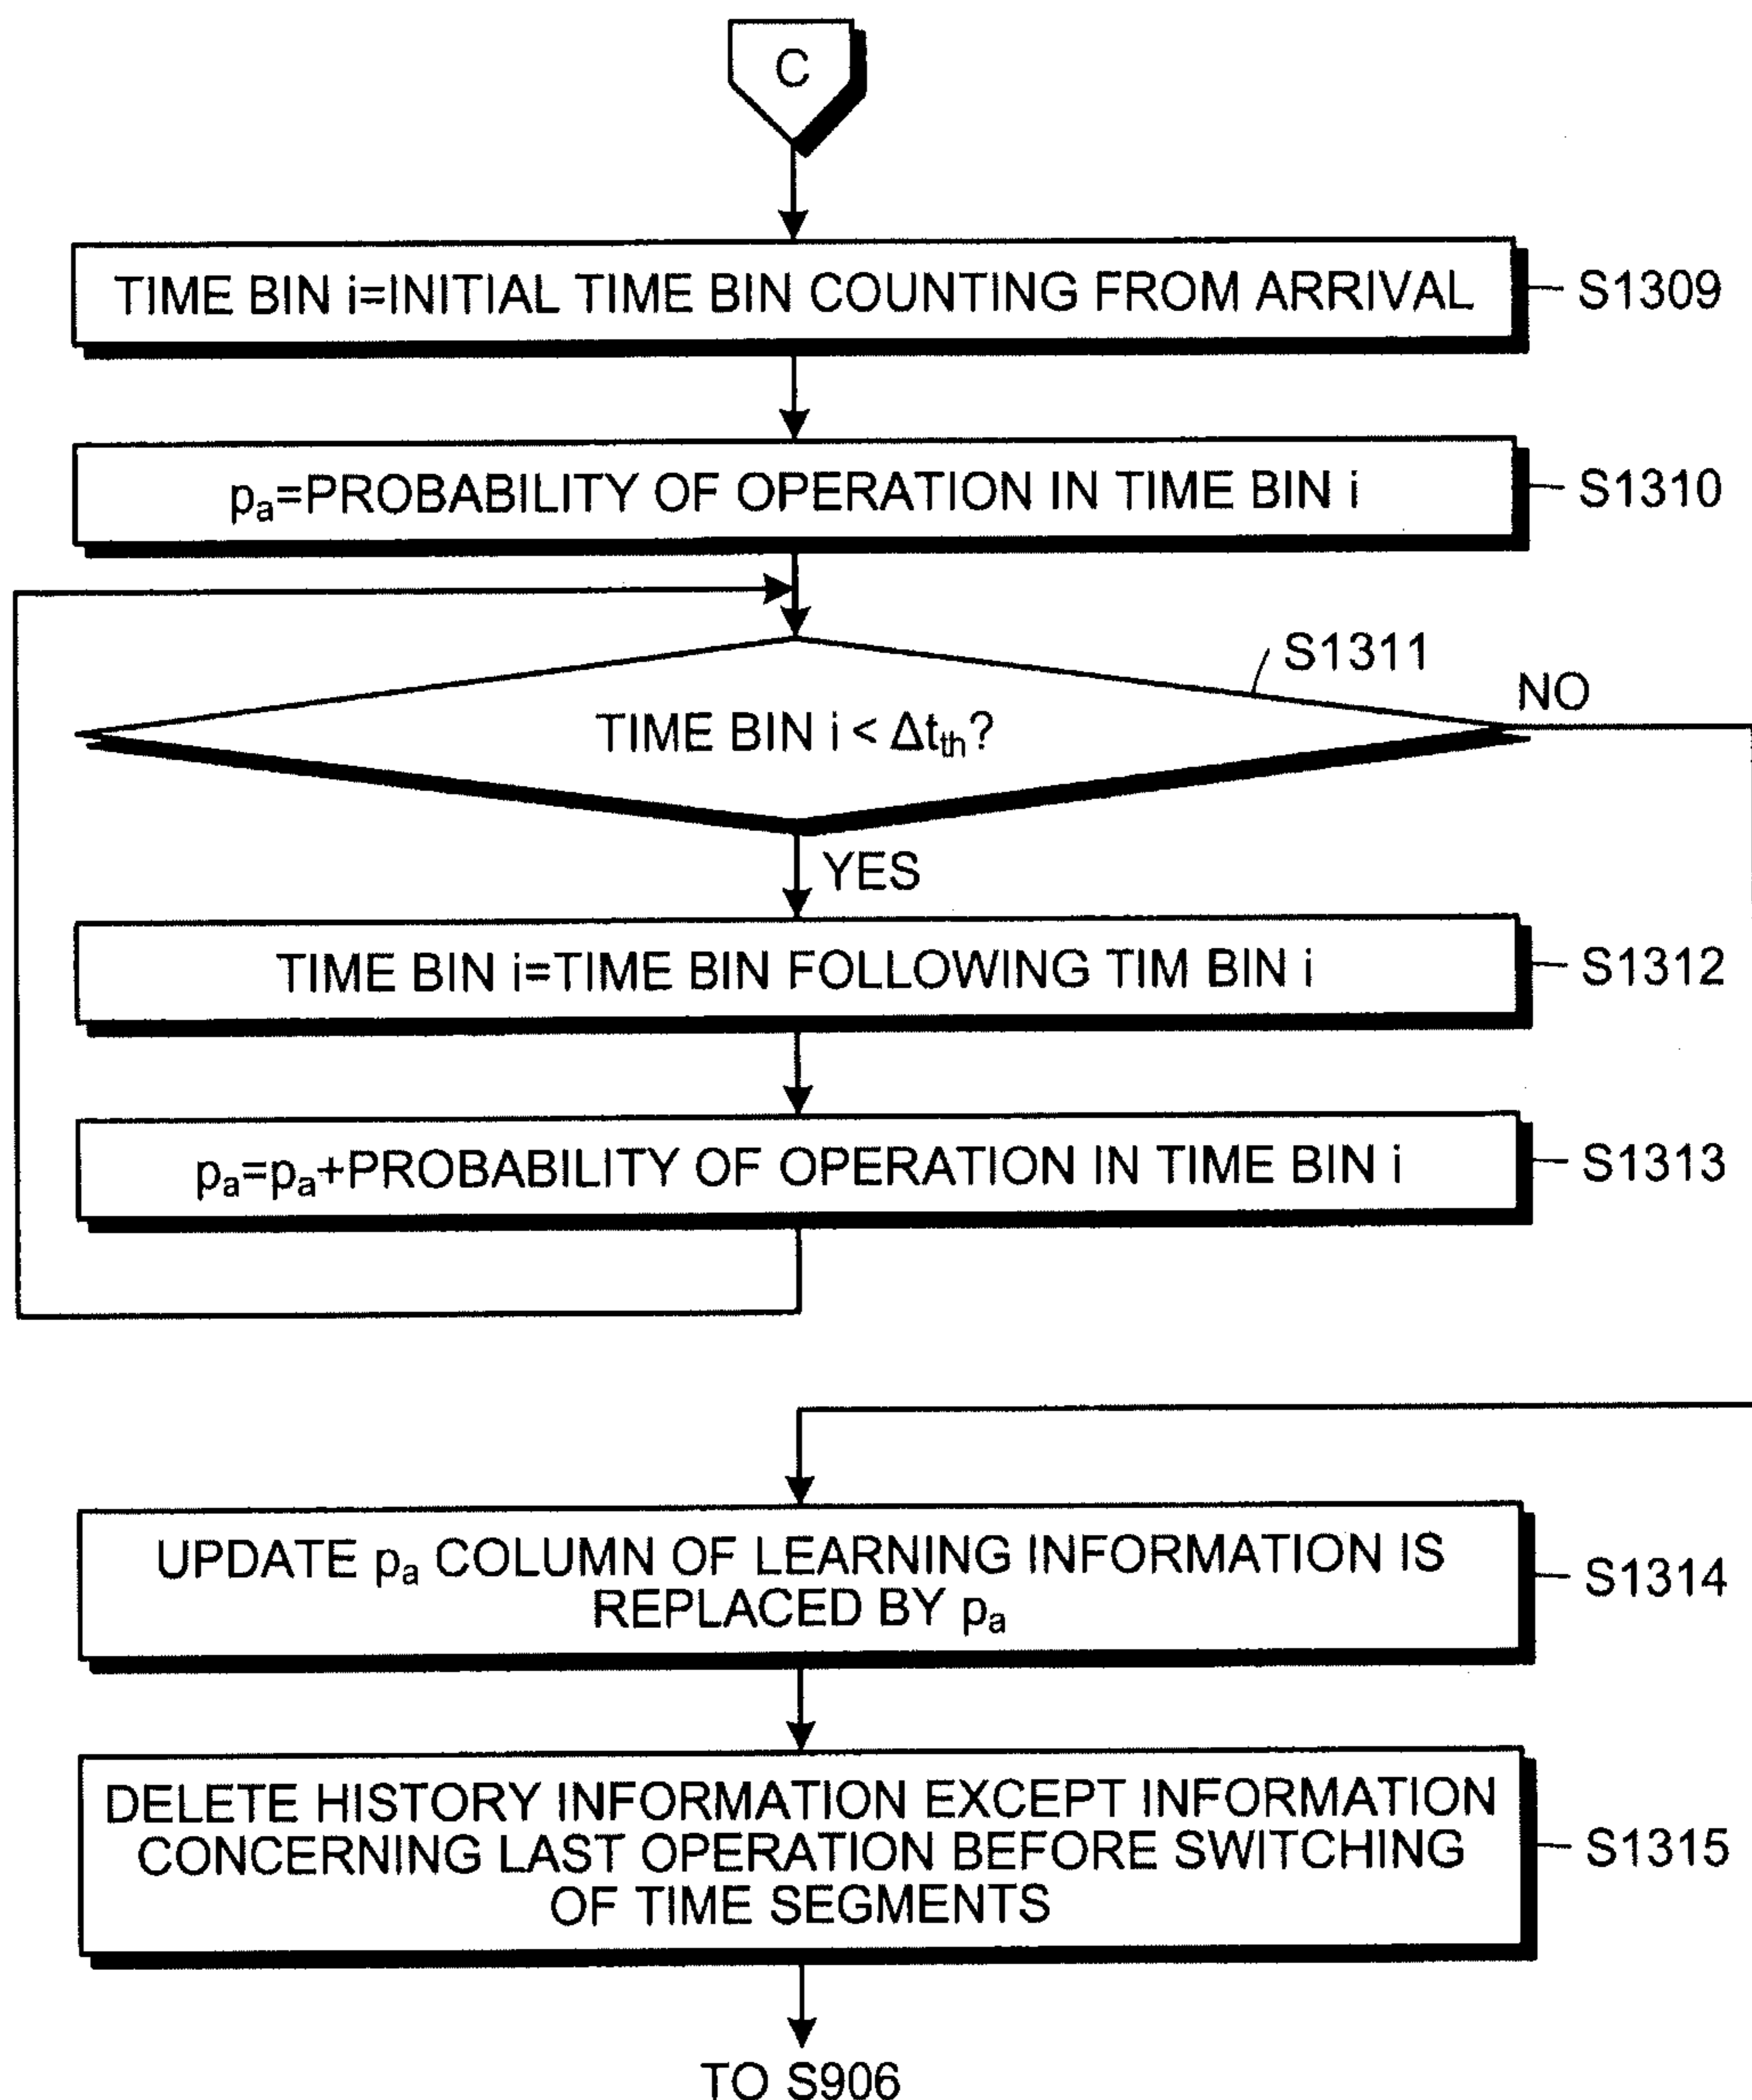 C
TIME BIN i=INITIAL TIME BIN COUNTING FROM ARRIVAL
S1309
pa=PROBABILITY OF OPERATION IN TIME BIN i
S1310
S1311
NO
TIME BIN i < Δtth?
YES
TIME BIN i=TIME BIN FOLLOWING TIM BIN i
S1312
pa=pa+PROBABILITY OF OPERATION IN TIME BIN i
S1313
UPDATE pa COLUMN OF LEARNING INFORMATION IS
REPLACED BY pa
S1314
DELETE HISTORY INFORMATION EXCEPT INFORMATION
CONCERNING LAST OPERATION BEFORE SWITCHING
OF TIME SEGMENTS
S1315
TO S906